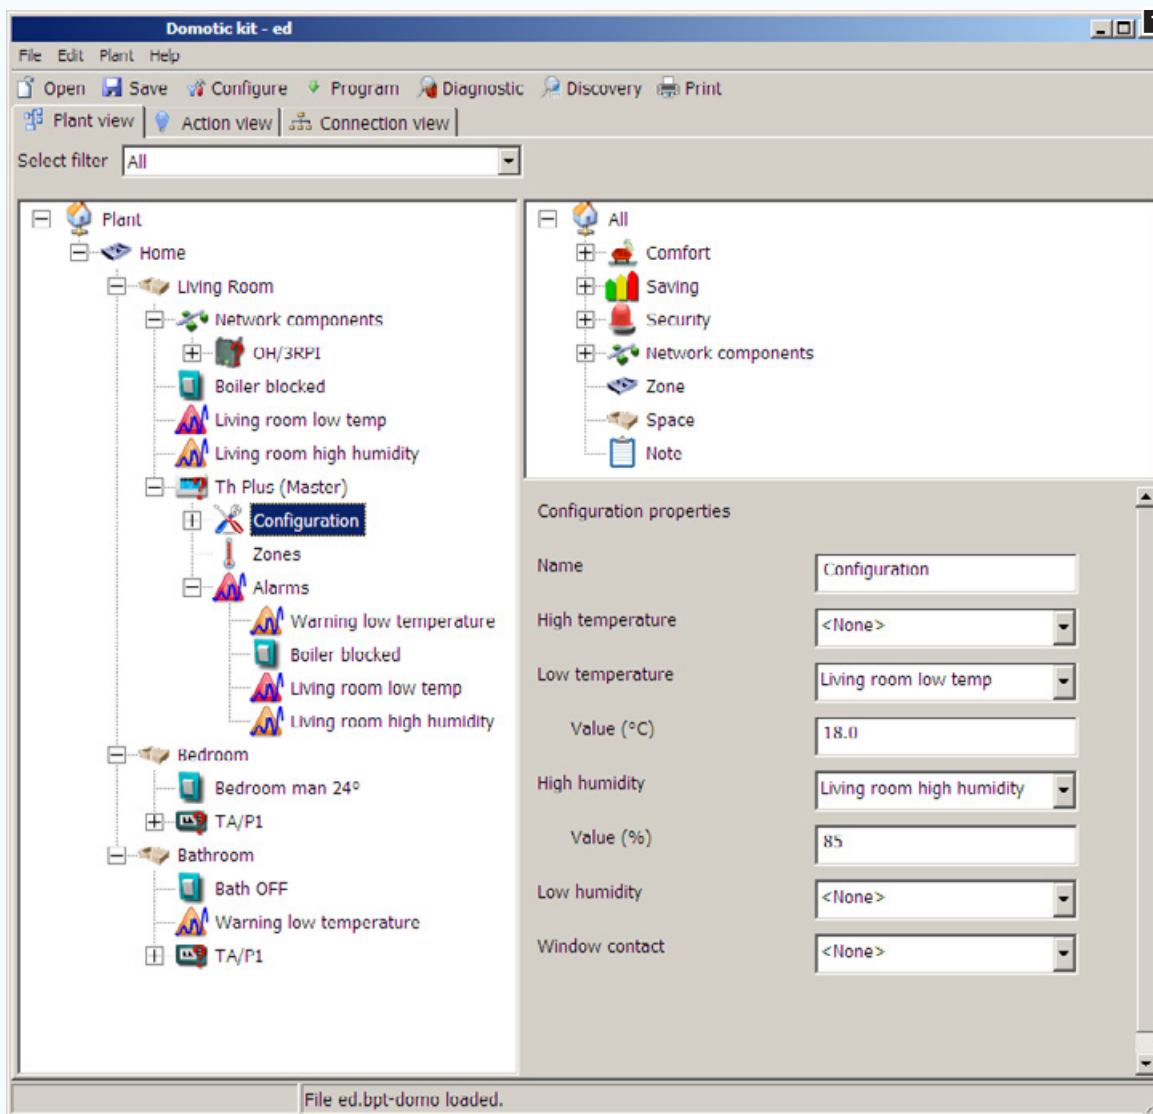 Domotic kit - ed
File Edit Plant Help
Open Save Configure Program Diagnostic Discovery Print
Plant view Action view Connection view
Select filter All
Plant
Home
Living Room
Network components
OH/3RPI
Boiler blocked
Living room low temp
Living room high humidity
Th Plus (Master)
Configuration
Zones
Alarms
Warning low temperature
Boiler blocked
Living room low temp
Living room high humidity
Bedroom
Bedroom man 24º
TA/P1
Bathroom
Bath OFF
Warning low temperature
TA/P1
All
Comfort
Saving
Security
Network components
Zone
Space
Note
Configuration properties
Name Configuration
High temperature <None>
Low temperature Living room low temp
Value (ºC) 18.0
High humidity Living room high humidity
Value (%) 85
Low humidity <None>
Window contact <None>
File ed.bpt-domo loaded.